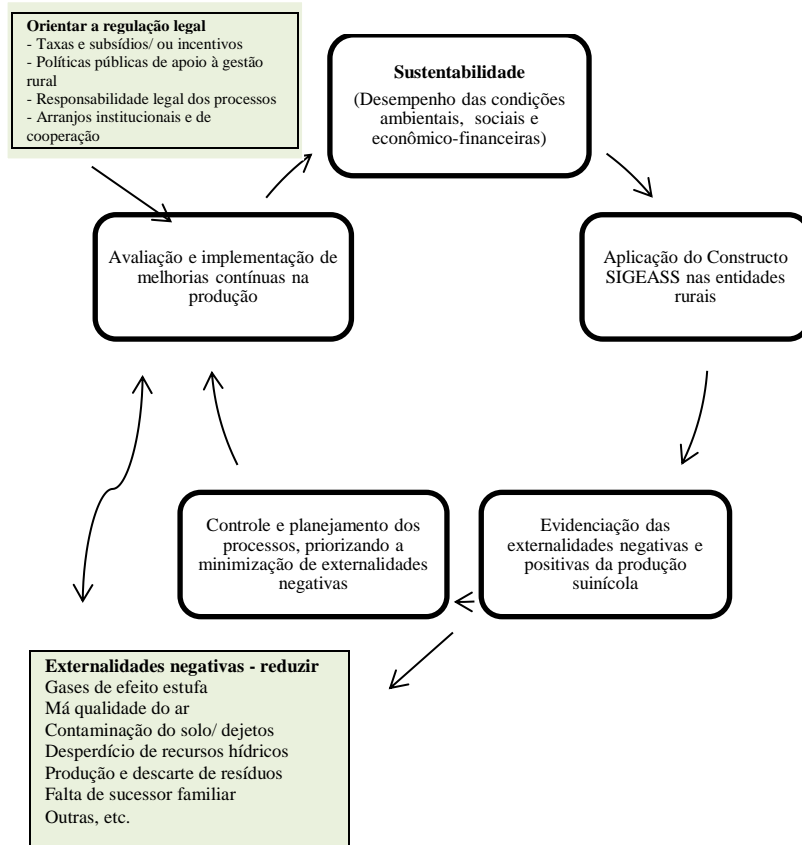 Orientar a regulação legal
- Taxas e subsídios/ ou incentivos
- Políticas públicas de apoio à gestão
rural
- Responsabilidade legal dos processos
- Arranjos institucionais e de
cooperação
Sustentabilidade
(Desempenho das condições
ambientais, sociais e
econômico-financeiras)
Avaliação e implementação de
melhorias contínuas na
produção
Aplicação do Constructo
SIGEASS nas entidades
rurais
Controle e planejamento dos
processos, priorizando a
minimização de externalidades
negativas
Evidenciação das
externalidades negativas e
positivas da produção
suinícola
Externalidades negativas - reduzir
Gases de efeito estufa
Má qualidade do ar
Contaminação do solo/ dejetos
Desperdício de recursos hídricos
Produção e descarte de resíduos
Falta de sucessor familiar
Outras, etc.